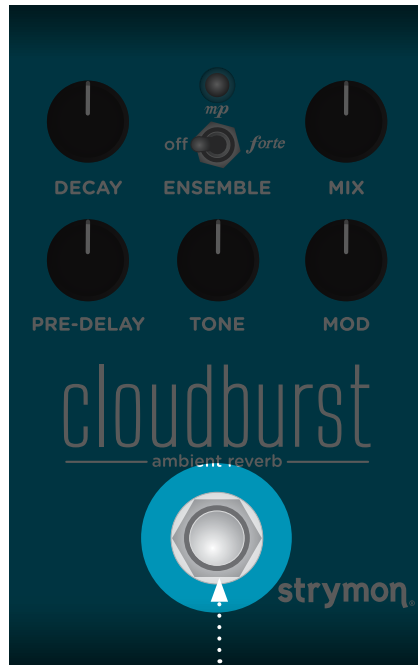 mp
off forte
DECAY ENSEMBLE MIX
PRE-DELAY TONE MOD
cloudburst
ambient reverb
strymon®